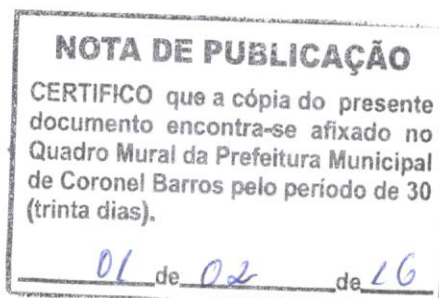 NOTA DE PUBLICAÇÃO
CERTIFICO que a cópia do presente
documento encontra-se afixado no
Quadro Mural da Prefeitura Municipal
de Coronel Barros pelo período de 30
(trinta dias).
01 de 02 de 16